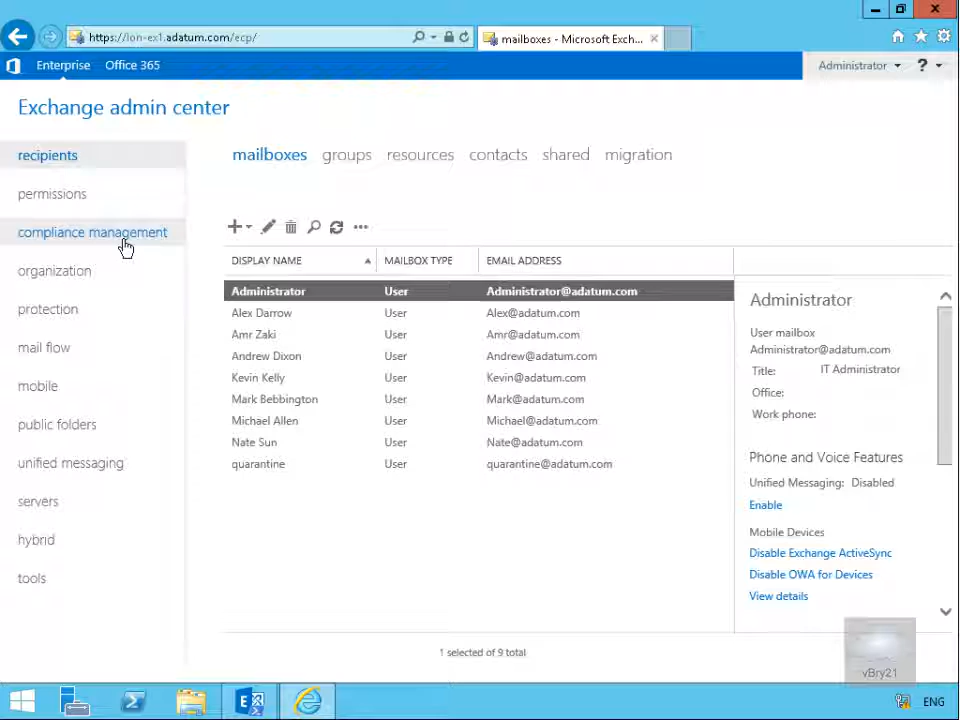 https://lon-ex1.adatum.com/ecp/
mailboxes - Microsoft Exch...
Enterprise Office 365
Administrator ?
Exchange admin center
recipients
permissions
compliance management
organization
protection
mail flow
mobile
public folders
unified messaging
servers
hybrid
tools
mailboxes groups resources contacts shared migration
DISPLAY NAME MAILBOX TYPE EMAIL ADDRESS
Administrator User Administrator@adatum.com
Alex Darrow User Alex@adatum.com
Amr Zaki User Amr@adatum.com
Andrew Dixon User Andrew@adatum.com
Kevin Kelly User Kevin@adatum.com
Mark Bebbington User Mark@adatum.com
Michael Allen User Michael@adatum.com
Nate Sun User Nate@adatum.com
quarantine User quarantine@adatum.com
Administrator
User mailbox
Administrator@adatum.com
Title: IT Administrator
Office:
Work phone:
Phone and Voice Features
Unified Messaging: Disabled
Enable
Mobile Devices
Disable Exchange ActiveSync
Disable OWA for Devices
View details
1 selected of 9 total
vBry21
ENG